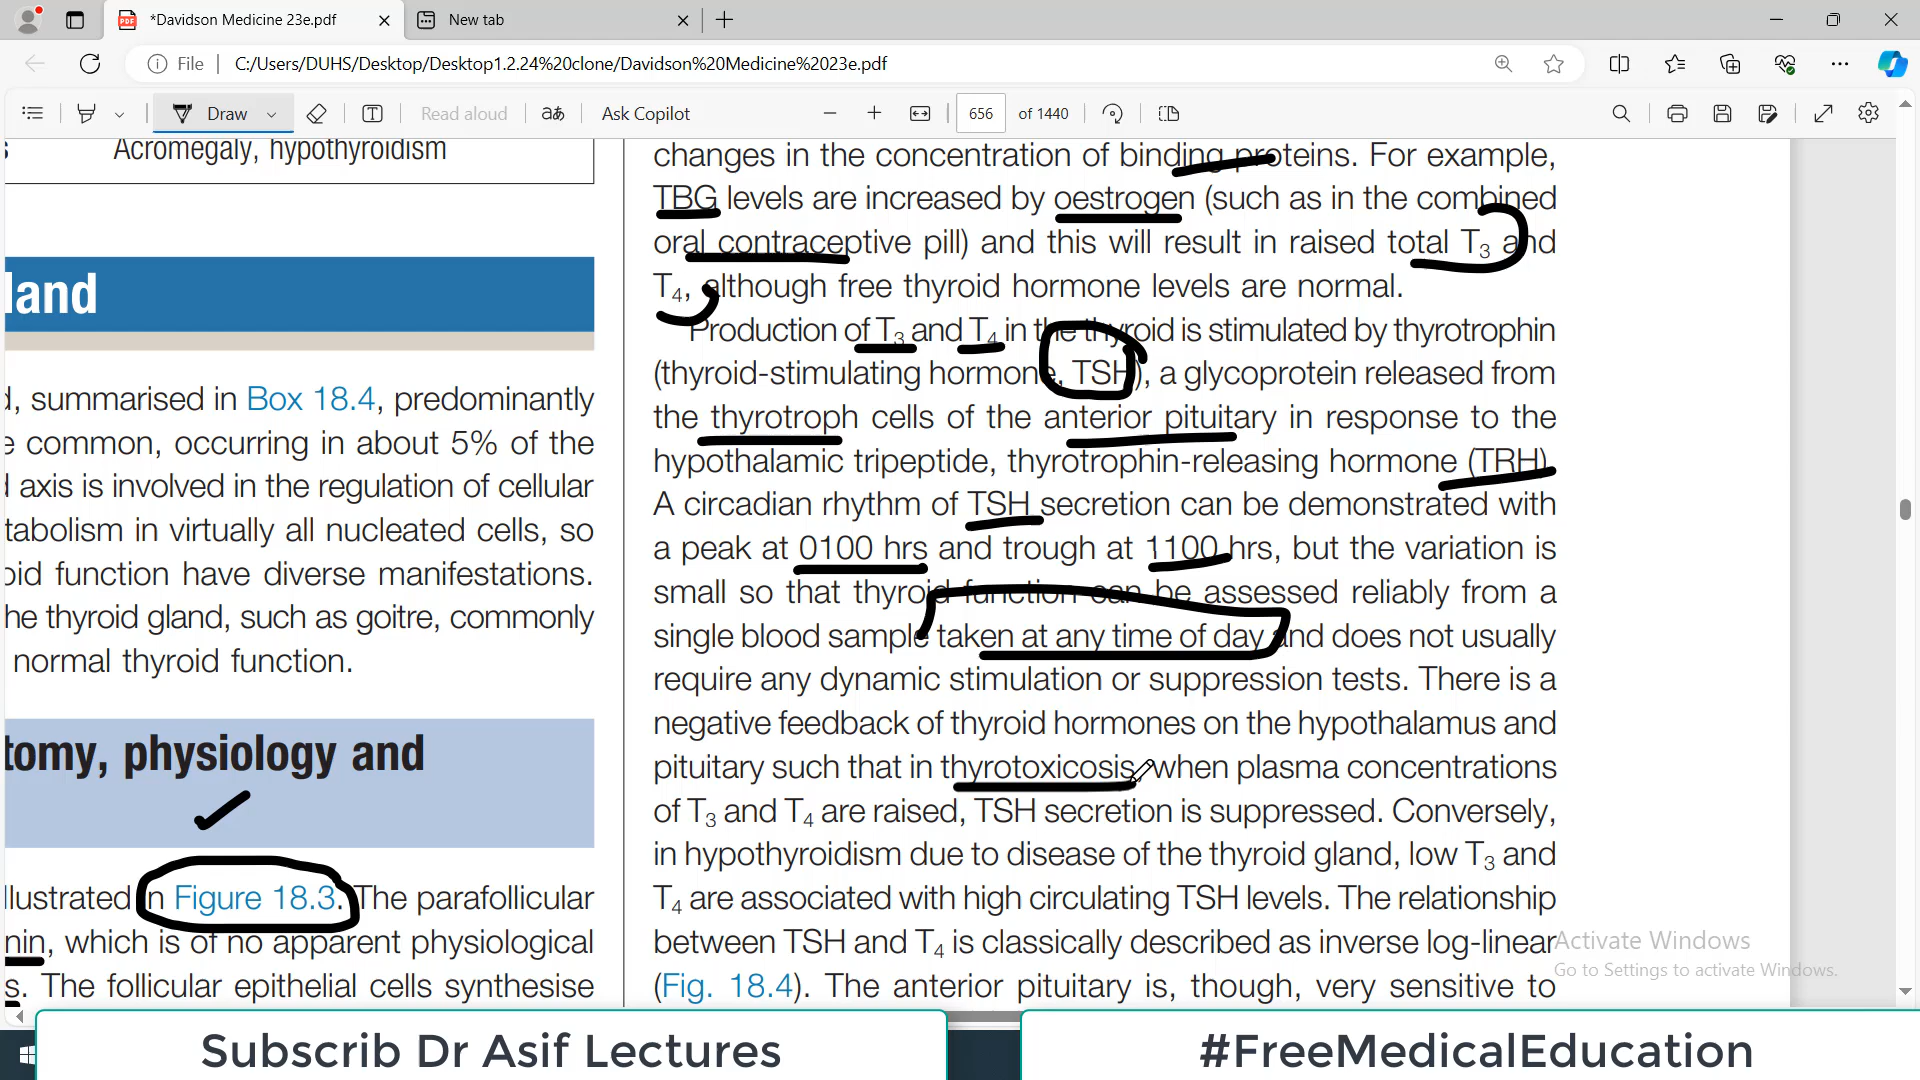 *Davidson Medicine 23e.pdf
New tab
File
C:/Users/DUHS/Desktop/Desktop1.2.24%20clone/Davidson%20Medicine%2023e.pdf
Draw
Read aloud
Ask Copilot
656 of 1440
Acromegaly, hypothyroidism
land
d, summarised in Box 18.4, predominantly
e common, occurring in about 5% of the
d axis is involved in the regulation of cellular
tabolism in virtually all nucleated cells, so
oid function have diverse manifestations.
he thyroid gland, such as goitre, commonly
normal thyroid function.
tomy, physiology and
llustrated in Figure 18.3. The parafollicular
nin, which is of no apparent physiological
s. The follicular epithelial cells synthesise
changes in the concentration of binding proteins. For example,
TBG levels are increased by oestrogen (such as in the combined
oral contraceptive pill) and this will result in raised total T3 and
T4, although free thyroid hormone levels are normal.
Production of T3 and T4 in the thyroid is stimulated by thyrotrophin
(thyroid-stimulating hormone, TSH), a glycoprotein released from
the thyrotroph cells of the anterior pituitary in response to the
hypothalamic tripeptide, thyrotrophin-releasing hormone (TRH).
A circadian rhythm of TSH secretion can be demonstrated with
a peak at 0100 hrs and trough at 1100 hrs, but the variation is
small so that thyroid function can be assessed reliably from a
single blood sample taken at any time of day and does not usually
require any dynamic stimulation or suppression tests. There is a
negative feedback of thyroid hormones on the hypothalamus and
pituitary such that in thyrotoxicosis, when plasma concentrations
of T3 and T4 are raised, TSH secretion is suppressed. Conversely,
in hypothyroidism due to disease of the thyroid gland, low T3 and
T4 are associated with high circulating TSH levels. The relationship
between TSH and T4 is classically described as inverse log-linear
(Fig. 18.4). The anterior pituitary is, though, very sensitive to
Activate Windows
Go to Settings to activate Windows.
Subscrib Dr Asif Lectures
#FreeMedicalEducation